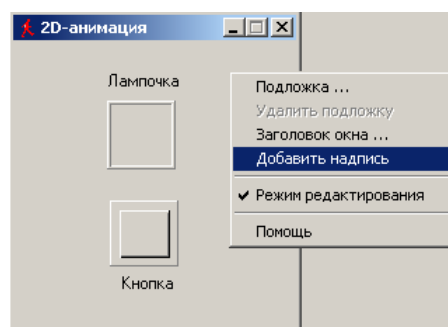 2D-анимация
Лампочка
Кнопка
Подложка ...
Удалить подложку
Заголовок окна ...
Добавить надпись
Режим редактирования
Помощь